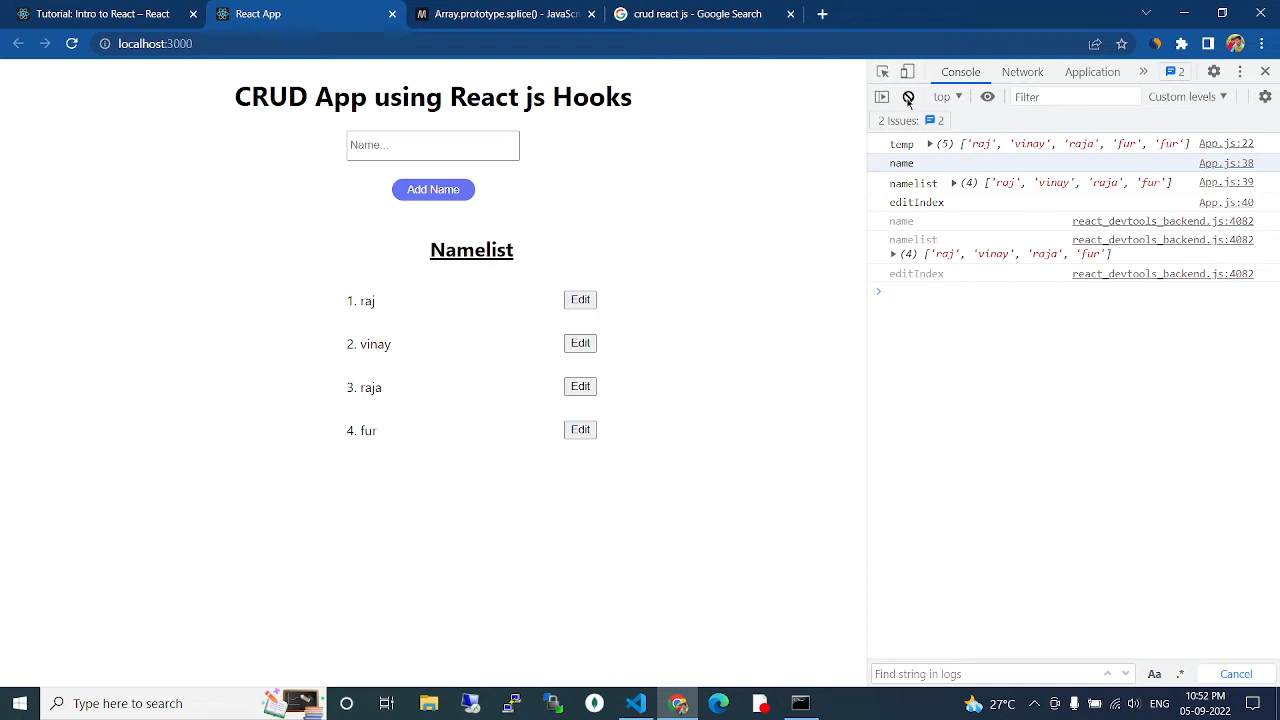 Tutorial: Intro to React – React
React App
Array.prototype.splice() - JavaScri
crud react js - Google Search
localhost:3000
CRUD App using React js Hooks
Name...
Add Name
Namelist
1. raj Edit
2. vinay Edit
3. raja Edit
4. fur Edit
Console Network Application » 2
top ▼ Filter Custom levels ▼
2 Issues: 2
temp ▶ (5) ['raj', 'vinay', 'raja', 'fur', 'fur'] App.js:22
name App.js:38
namelist ▶ (4) ['raj', 'vinay', 'raja', 'fur'] App.js:39
editIndex App.js:40
name react_devtools_backend.js:4082
namelist react_devtools_backend.js:4082
▶ (4) ['raj', 'vinay', 'raja', 'fur']
editIndex react_devtools_backend.js:4082
Find string in logs Aa .* Cancel
Type here to search
ENG
10:52 PM
05-09-2022